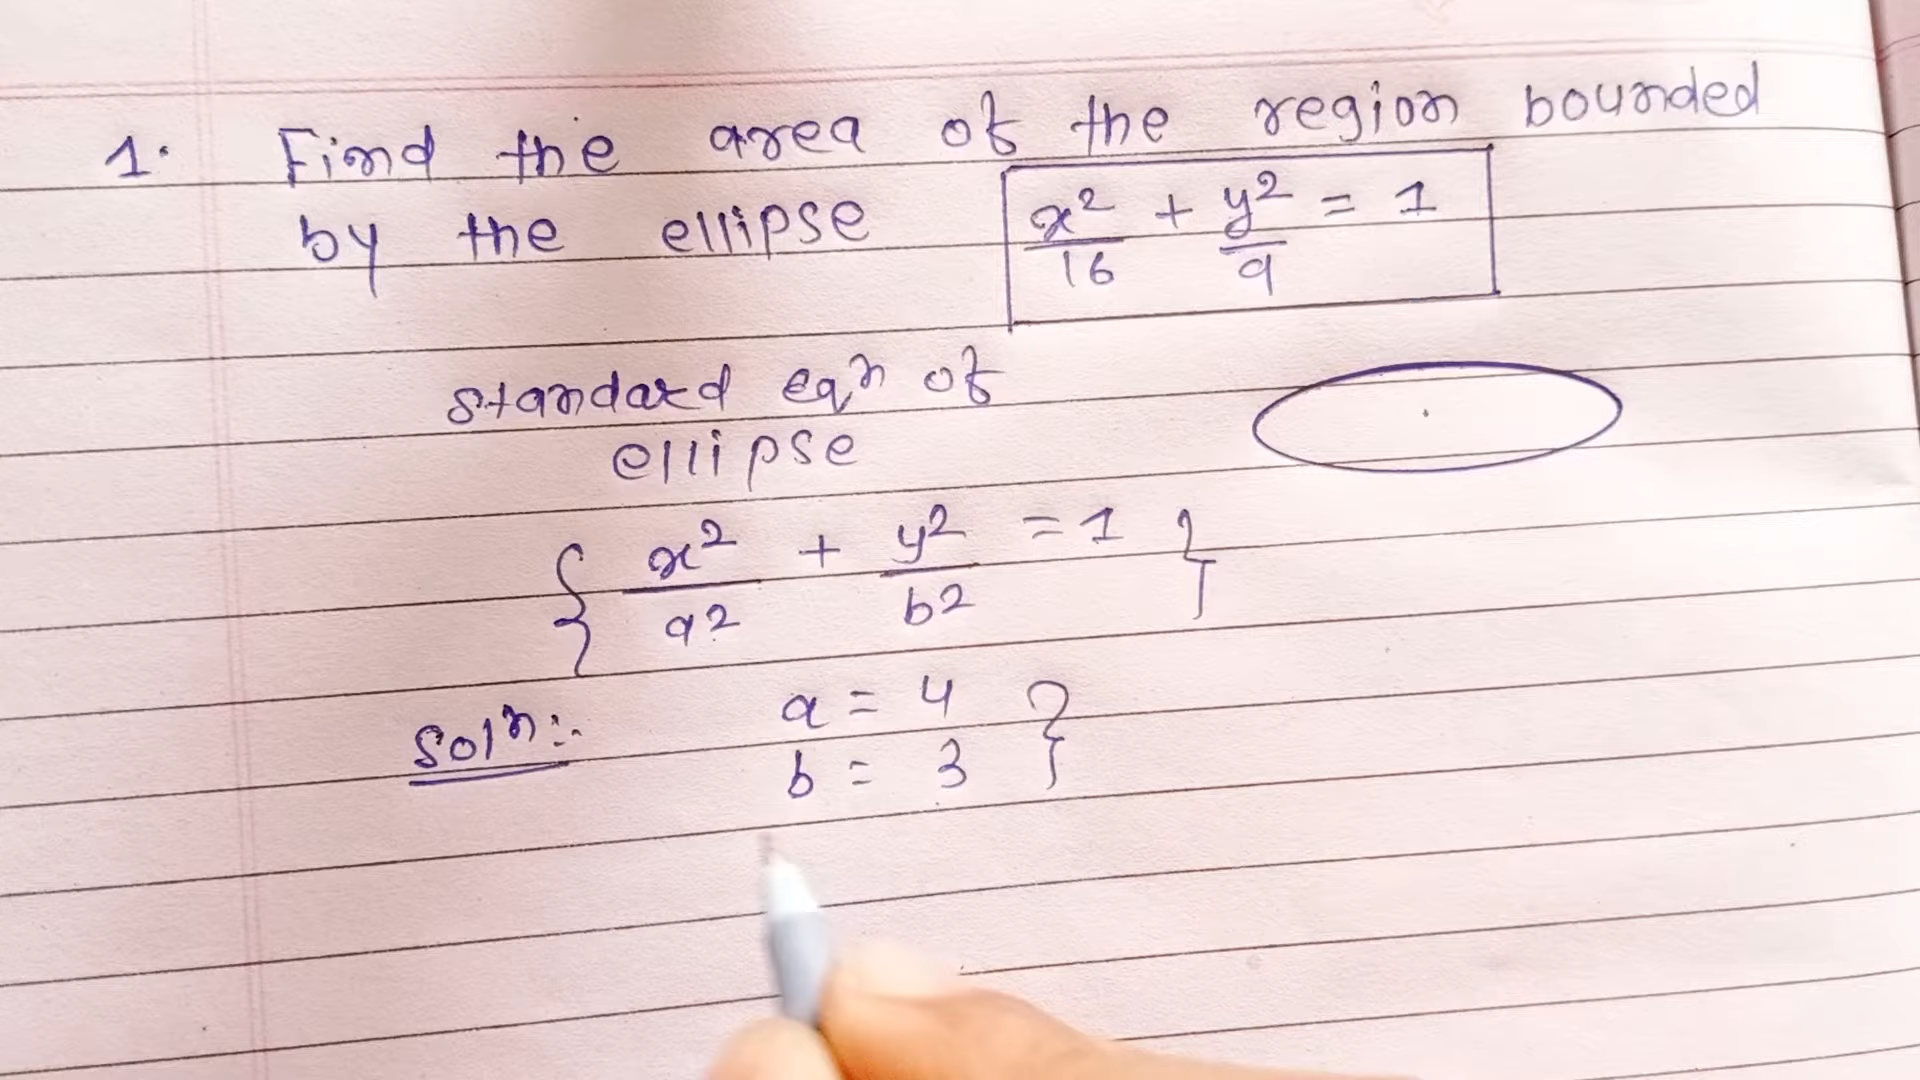 1. Find the area of the region bounded
by the ellipse x²/16 + y²/9 = 1
standard eqn of
ellipse
{ x²/a² + y²/b² = 1 }
Soln:- a = 4 }
b = 3